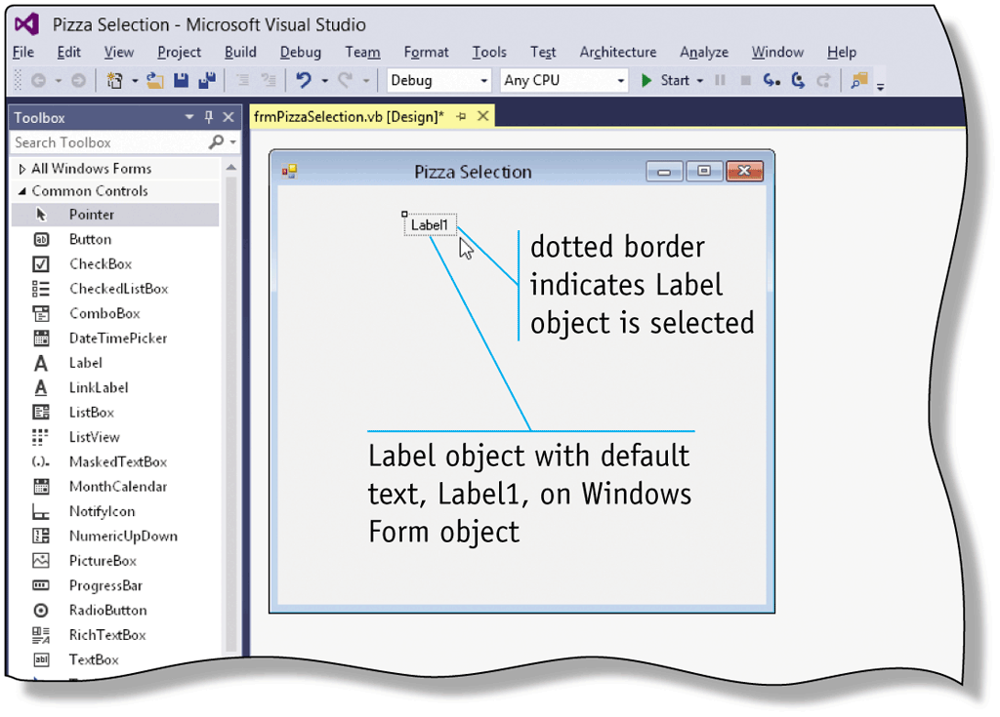 Pizza Selection - Microsoft Visual Studio
File Edit View Project Build Debug Team Format Tools Test Architecture Analyze Window Help
Debug Any CPU Start
Toolbox
frmPizzaSelection.vb [Design]*
Search Toolbox
All Windows Forms
Common Controls
Pointer
Button
CheckBox
CheckedListBox
ComboBox
DateTimePicker
Label
LinkLabel
ListBox
ListView
MaskedTextBox
MonthCalendar
NotifyIcon
NumericUpDown
PictureBox
ProgressBar
RadioButton
RichTextBox
TextBox
Pizza Selection
Label1
dotted border
indicates Label
object is selected
Label object with default
text, Label1, on Windows
Form object